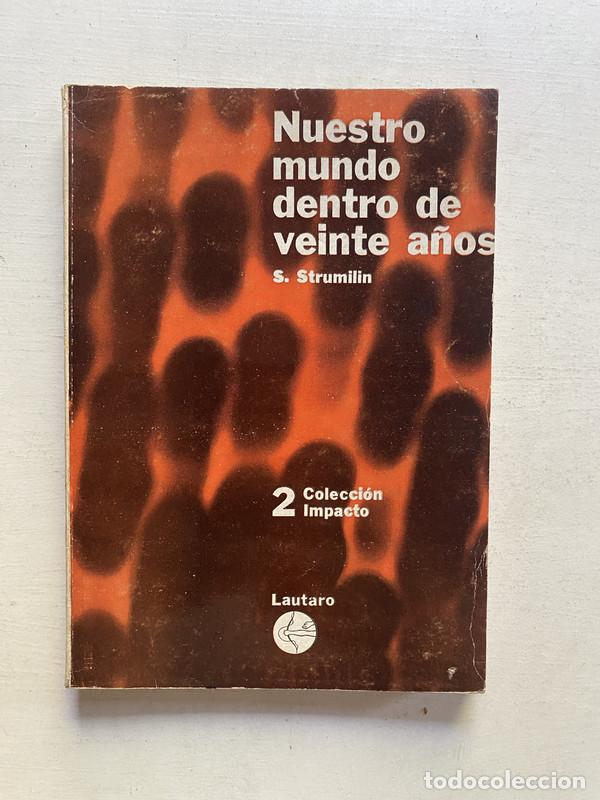 Nuestro
mundo
dentro de
veinte años
S. Strumilin
2 Colección
Impacto
Lautaro
todocoleccion